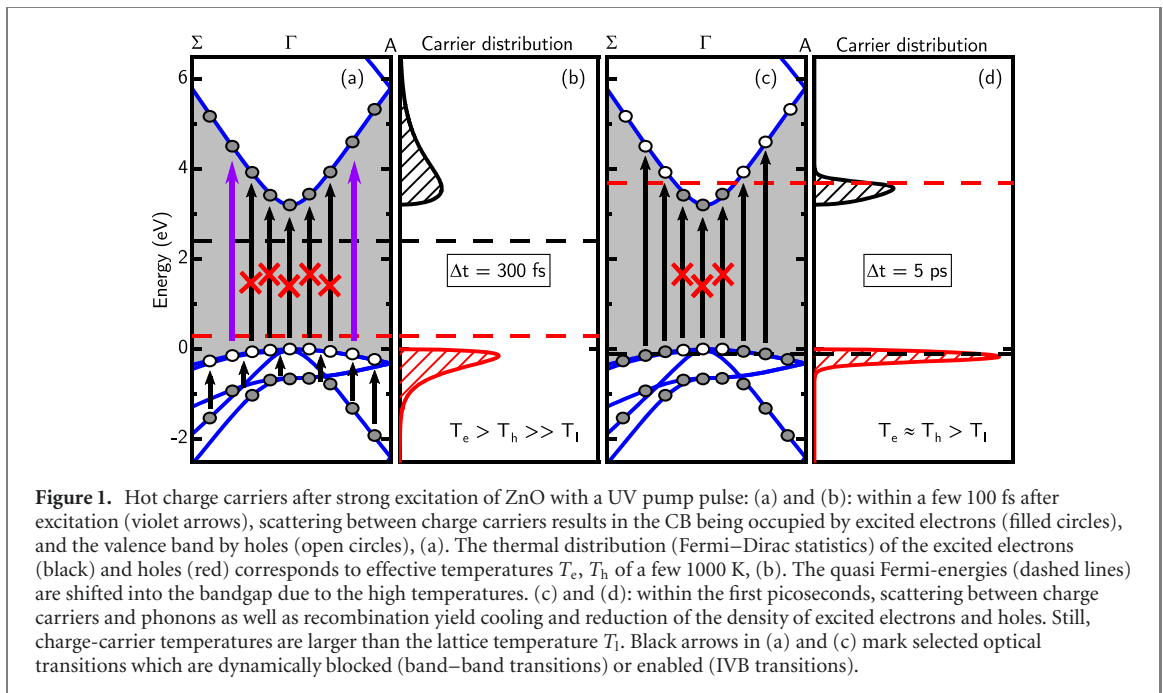 Σ Γ A Carrier distribution Σ Γ A Carrier distribution
(a) (b) (c) (d)
6
4
2
0
-2
Energy (eV)
Δt = 300 fs
Δt = 5 ps
T_e > T_h >> T_l
T_e ≈ T_h > T_l
Figure 1. Hot charge carriers after strong excitation of ZnO with a UV pump pulse: (a) and (b): within a few 100 fs after
excitation (violet arrows), scattering between charge carriers results in the CB being occupied by excited electrons (filled circles),
and the valence band by holes (open circles), (a). The thermal distribution (Fermi–Dirac statistics) of the excited electrons
(black) and holes (red) corresponds to effective temperatures T_e, T_h of a few 1000 K, (b). The quasi Fermi-energies (dashed lines)
are shifted into the bandgap due to the high temperatures. (c) and (d): within the first picoseconds, scattering between charge
carriers and phonons as well as recombination yield cooling and reduction of the density of excited electrons and holes. Still,
charge-carrier temperatures are larger than the lattice temperature T_l. Black arrows in (a) and (c) mark selected optical
transitions which are dynamically blocked (band–band transitions) or enabled (IVB transitions).